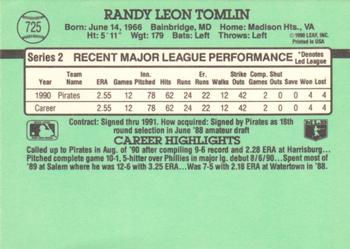 725
RANDY LEON TOMLIN
Born: June 14, 1966 Bainbridge, MD Home: Madison Hts., VA
Ht: 5' 11" Wgt: 179 Bats: Left Throws: Left
© 1990 LEAF, INC.
Printed in USA
Series 2 RECENT MAJOR LEAGUE PERFORMANCE *Denotes Led League
Year Team Name ERA Games Inn. Pitched Hits Runs Er. Runs Walks Strike Outs Comp. Games Shut Outs Saves Won Lost
1990 Pirates 2.55 12 78 62 24 22 12 42 2 0 0 4 4
Career 2.55 12 78 62 24 22 12 42 2 0 0 4 4
Contract: Signed thru 1991. How acquired: Signed by Pirates as 18th
round selection in June '88 amateur draft
CAREER HIGHLIGHTS
Called up to Pirates in Aug. of '90 after compiling 9-6 record and 2.28 ERA at Harrisburg...
Pitched complete game 10-1, 5-hitter over Phillies in major lg. debut 8/6/90...Spent most of
'89 at Salem where he was 12-6 with 3.25 ERA...Was 7-5 with 2.18 ERA at Watertown in '88.